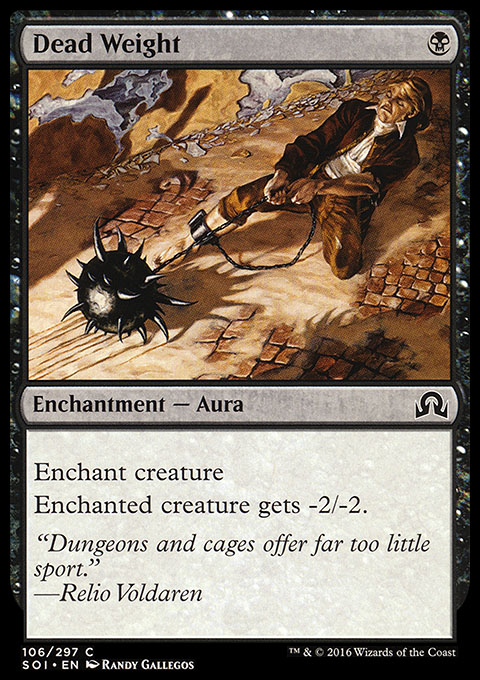 Dead Weight
Enchantment — Aura
Enchant creature
Enchanted creature gets -2/-2.
“Dungeons and cages offer far too little
sport.”
—Relio Voldaren
106/297 C
SOI • EN Randy Gallegos
™ & © 2016 Wizards of the Coast